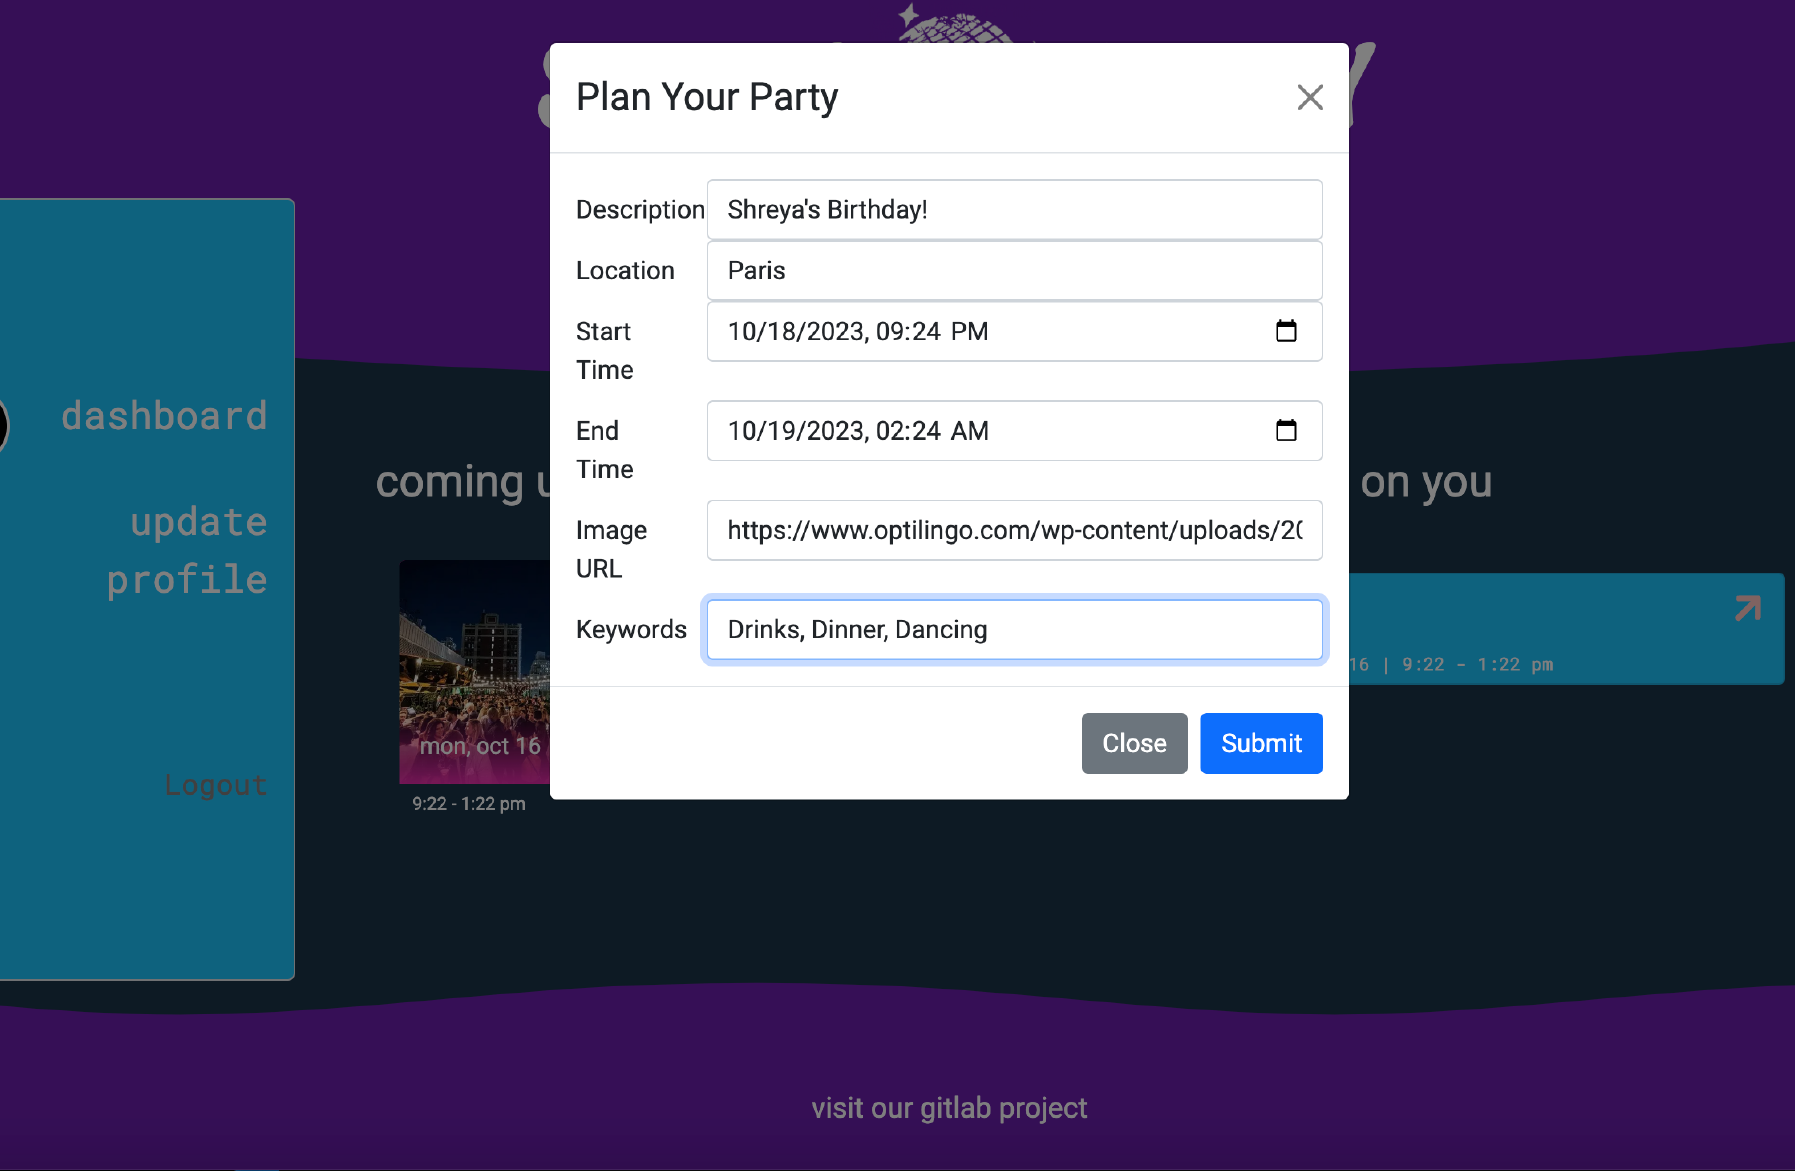 Plan Your Party
Description
Shreya's Birthday!
Location
Paris
Start
Time
10/18/2023, 09:24 PM
End
Time
10/19/2023, 02:24 AM
Image
URL
https://www.optilingo.com/wp-content/uploads/20
Keywords
Drinks, Dinner, Dancing
Close
Submit
dashboard
update
profile
Logout
coming
on you
mon, oct 16
9:22 - 1:22 pm
16 | 9:22 - 1:22 pm
visit our gitlab project